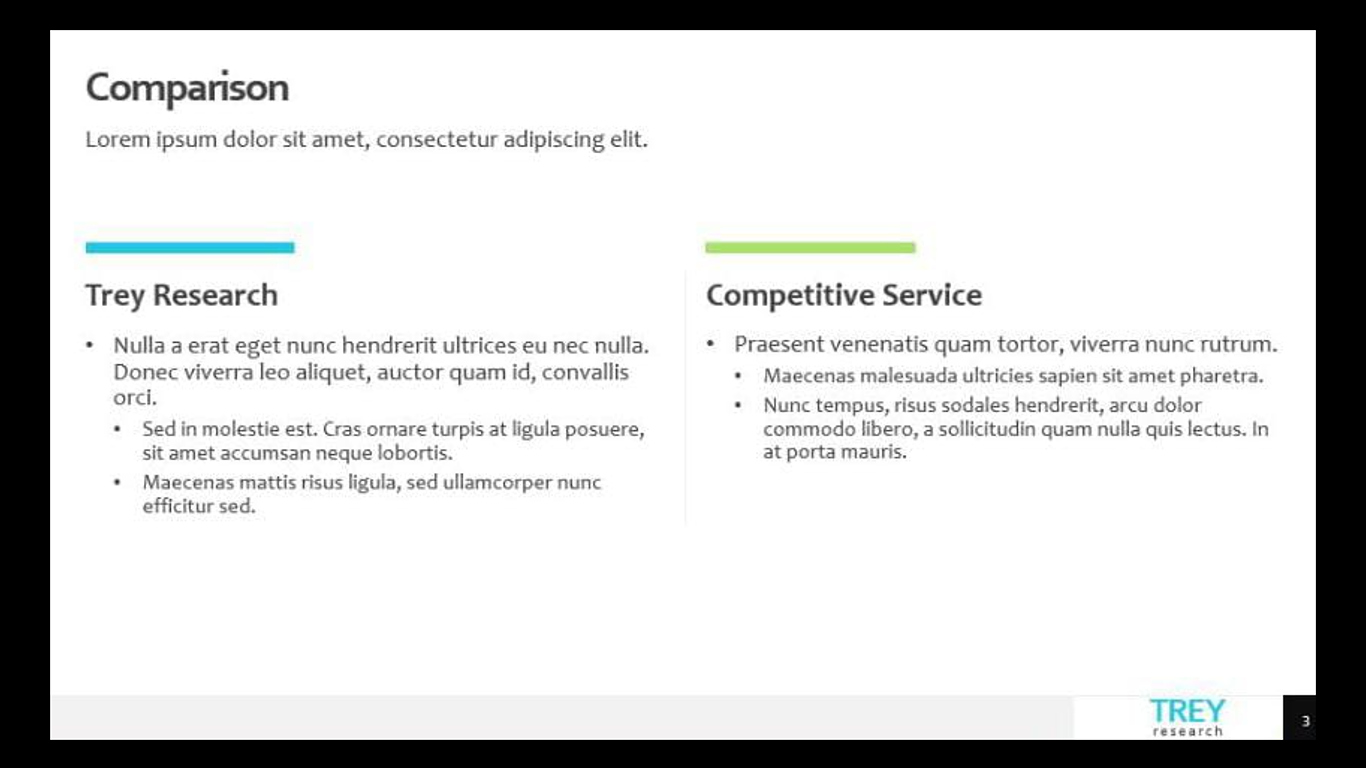 Comparison
Lorem ipsum dolor sit amet, consectetur adipiscing elit.
Trey Research
• Nulla a erat eget nunc hendrerit ultrices eu nec nulla.
Donec viverra leo aliquet, auctor quam id, convallis
orci.
• Sed in molestie est. Cras ornare turpis at ligula posuere,
sit amet accumsan neque lobortis.
• Maecenas mattis risus ligula, sed ullamcorper nunc
efficitur sed.
Competitive Service
• Praesent venenatis quam tortor, viverra nunc rutrum.
• Maecenas malesuada ultricies sapien sit amet pharetra.
• Nunc tempus, risus sodales hendrerit, arcu dolor
commodo libero, a sollicitudin quam nulla quis lectus. In
at porta mauris.
TREY
research
3